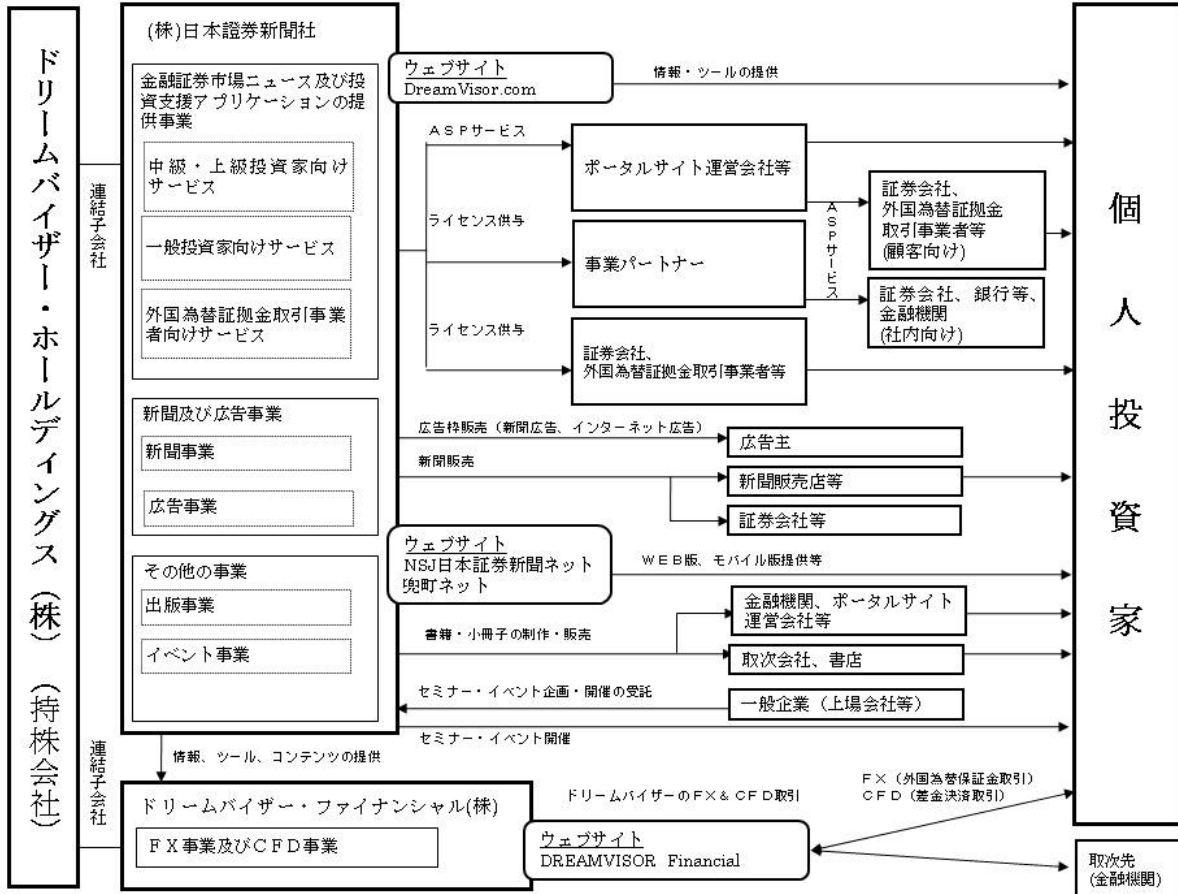 ドリームバイザー・ホールディングス（株）（持株会社）
連結子会社
連結子会社
(株)日本證券新聞社
金融証券市場ニュース及び投
資支援アプリケーションの提
供事業
中級・上級投資家向け
サービス
一般投資家向けサービス
外国為替証拠金取引事業
者向けサービス
新聞及び広告事業
新聞事業
広告事業
その他の事業
出版事業
イベント事業
ウェブサイト
DreamVisor.com
情報・ツールの提供
ＡＳＰサービス
ポータルサイト運営会社等
ライセンス供与
事業パートナー
ライセンス供与
証券会社、
外国為替証拠金取引事業者等
ＡＳＰサービス
証券会社、
外国為替証拠金
取引事業者等
(顧客向け)
証券会社、銀行等、
金融機関
(社内向け)
広告枠販売（新聞広告、インターネット広告）
広告主
新聞販売
新聞販売店等
証券会社等
ウェブサイト
NSJ日本証券新聞ネット
兜町ネット
ＷＥＢ版、モバイル版提供等
金融機関、ポータルサイト
運営会社等
書籍・小冊子の制作・販売
取次会社、書店
セミナー・イベント企画・開催の受託
一般企業（上場会社等）
セミナー・イベント開催
情報、ツール、コンテンツの提供
ドリームバイザー・ファイナンシャル(株)
ＦＸ事業及びＣＦＤ事業
ドリームバイザーのFX＆CFD取引
ウェブサイト
DREAMVISOR Financial
ＦＸ（外国為替保証金取引）
ＣＦＤ（差金決済取引）
個人投資家
取次先
(金融機関)